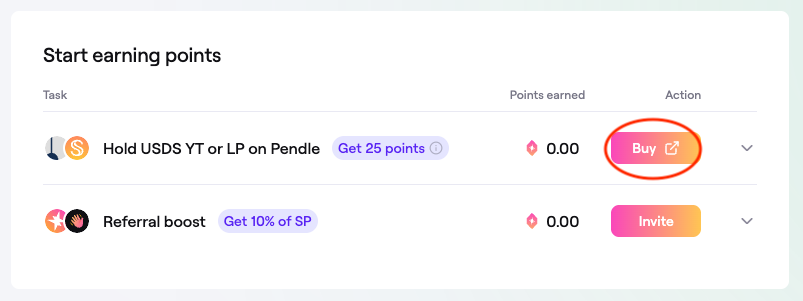 Start earning points
Task Points earned Action
Hold USDS YT or LP on Pendle Get 25 points 0.00 Buy
Referral boost Get 10% of SP 0.00 Invite